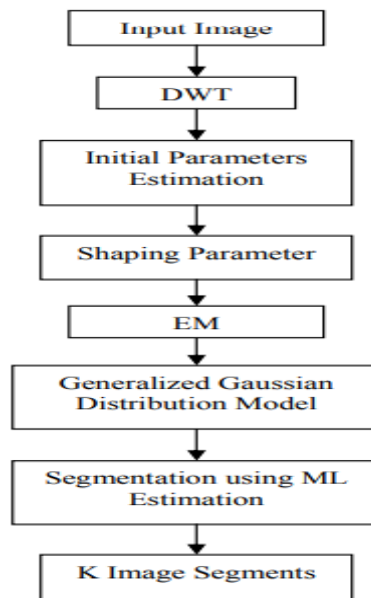 Input Image
DWT
Initial Parameters
Estimation
Shaping Parameter
EM
Generalized Gaussian
Distribution Model
Segmentation using ML
Estimation
K Image Segments